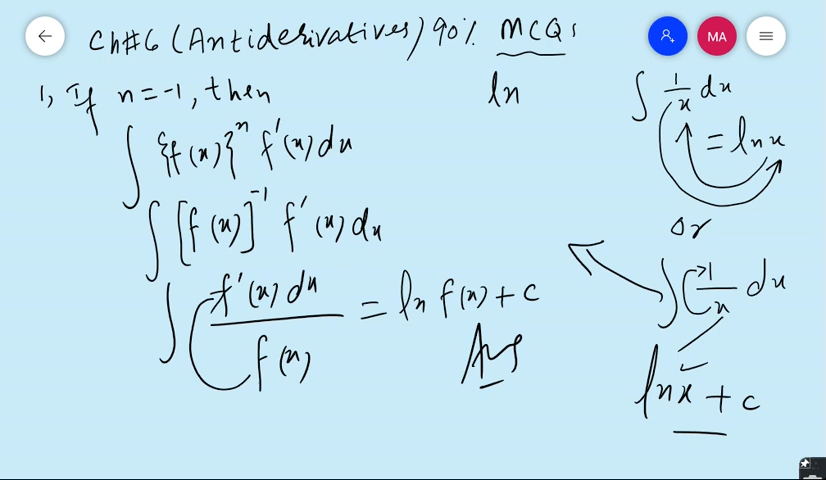 Ch#6 (Antiderivatives) 90% MCQs
MA
1, If n = -1, then
ln
∫ {f(x)}ⁿ f'(x) dx
∫ [f(x)]⁻¹ f'(x) dx
∫ f'(x) dx / f(x) = ln f(x) + c
Ans
∫ 1/x dx
= ln x
or
∫ 1/x dx
ln x + c